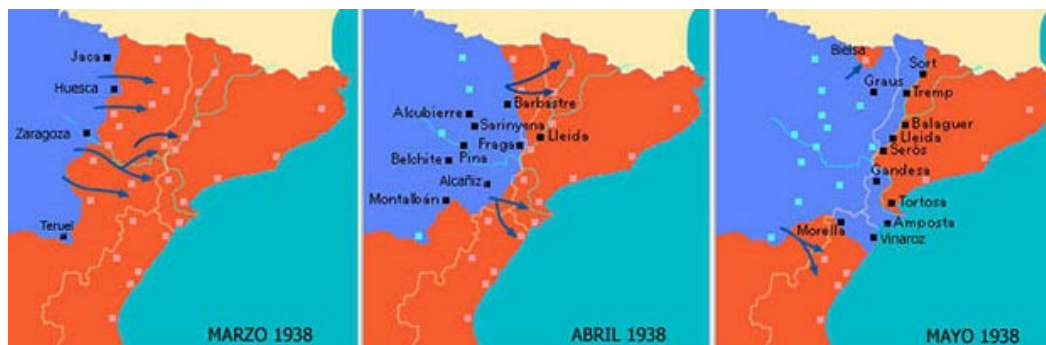 Jaca
Huesca
Zaragoza
Teruel
MARZO 1938
Barbastre
Alcubierre
Sarinyena
Lleida
Fraga
Pina
Belchite
Alcañiz
Montalbán
ABRIL 1938
Bielsa
Sort
Graus
Tremp
Balaguer
Lleida
Seròs
Gandesa
Tortosa
Amposta
Morella
Vinaroz
MAYO 1938